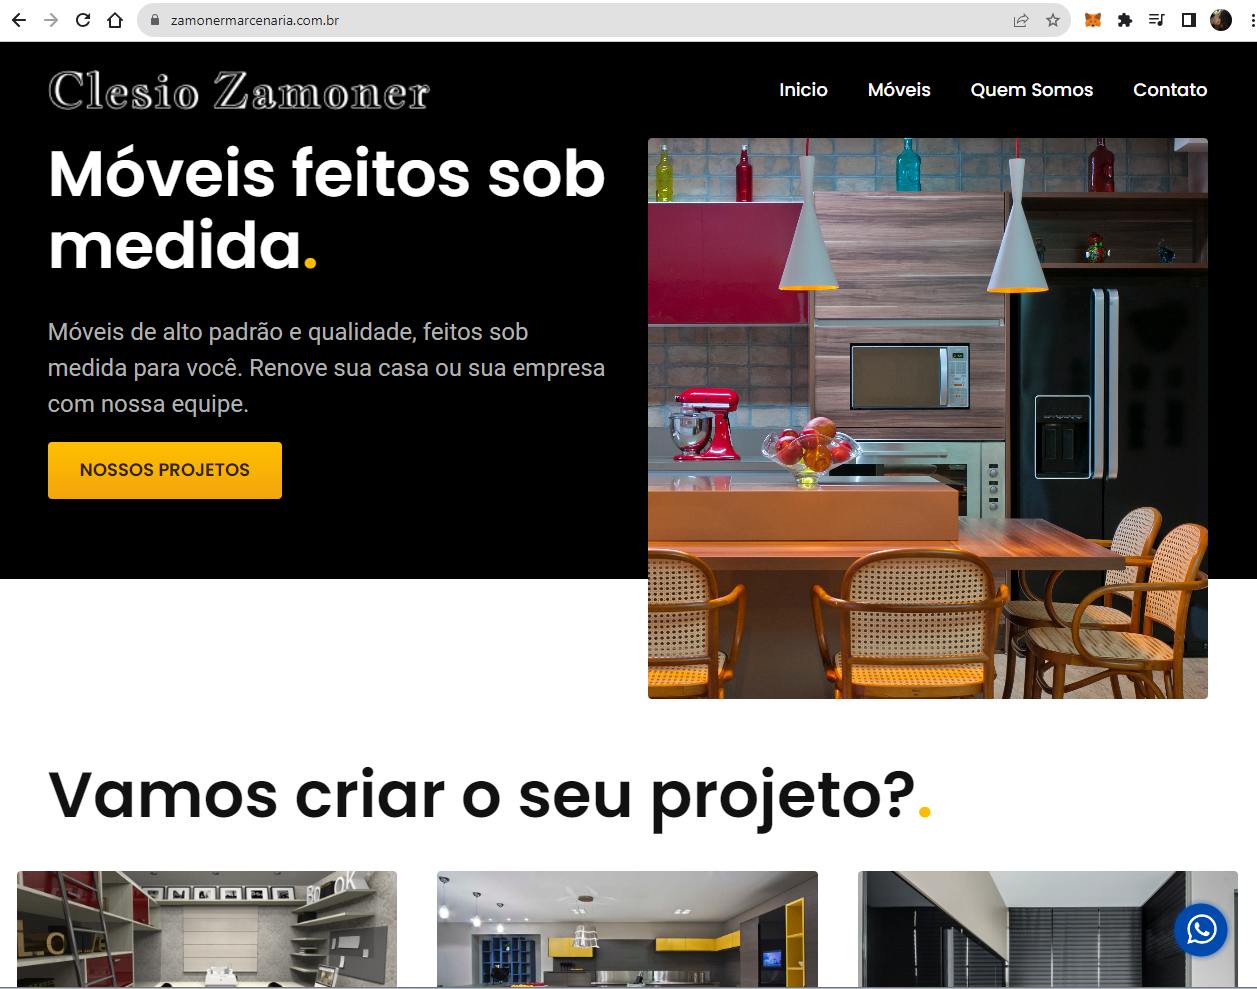 zamonermarcenaria.com.br
Clesio Zamoner
Inicio Móveis Quem Somos Contato
Móveis feitos sob
medida.
Móveis de alto padrão e qualidade, feitos sob
medida para você. Renove sua casa ou sua empresa
com nossa equipe.
NOSSOS PROJETOS
Vamos criar o seu projeto?.
BOOK
Lo